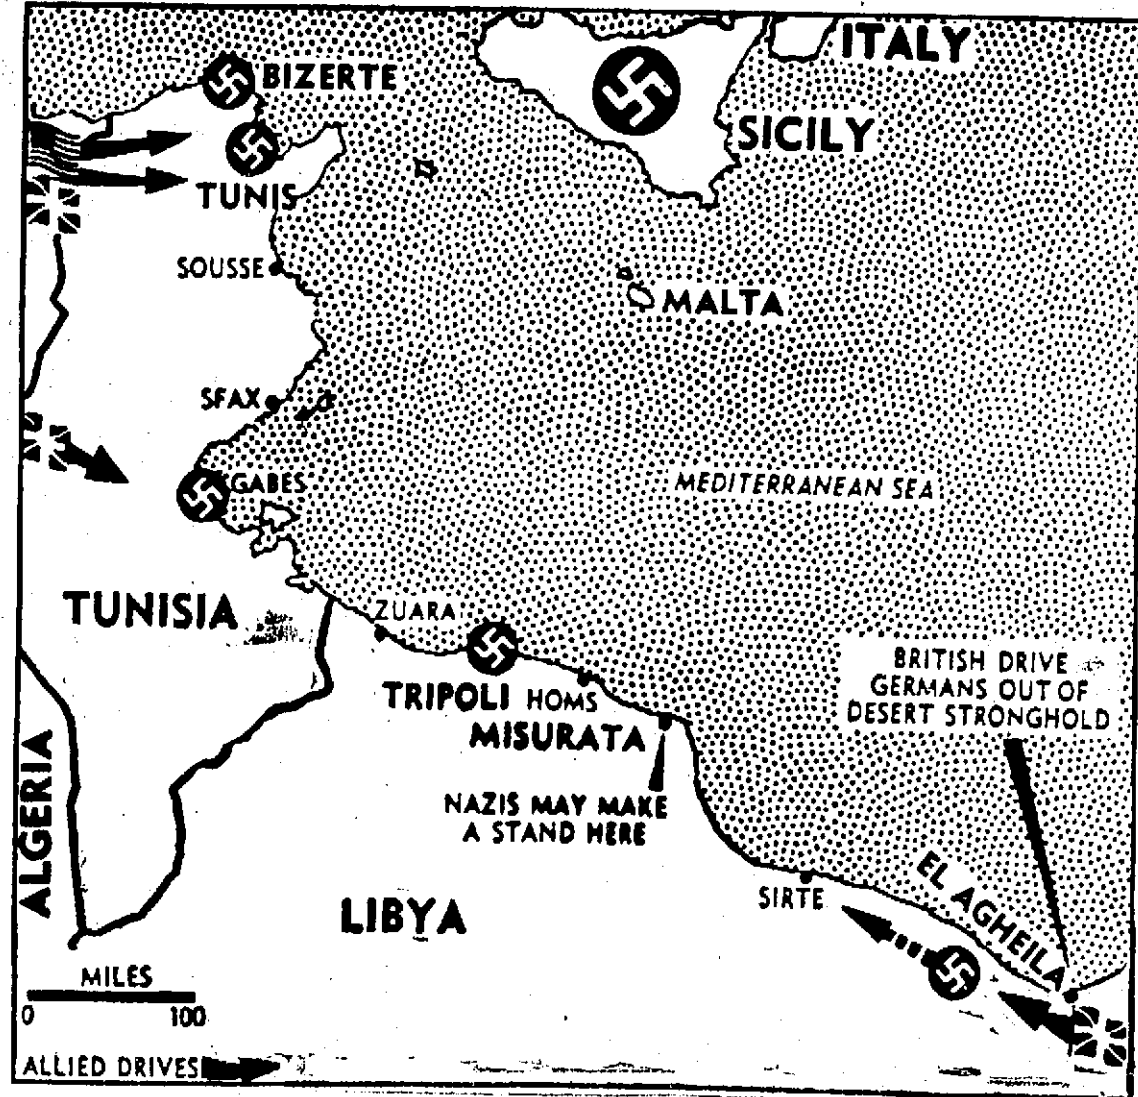 ITALY
BIZERTE
SICILY
TUNIS
SOUSSE
MALTA
SFAX
GABES
MEDITERRANEAN SEA
TUNISIA
ZUARA
BRITISH DRIVE
GERMANS OUT OF
DESERT STRONGHOLD
TRIPOLI HOMS
MISURATA
NAZIS MAY MAKE
A STAND HERE
ALGERIA
EL AGHEILA
SIRTE
LIBYA
MILES
0 100
ALLIED DRIVES